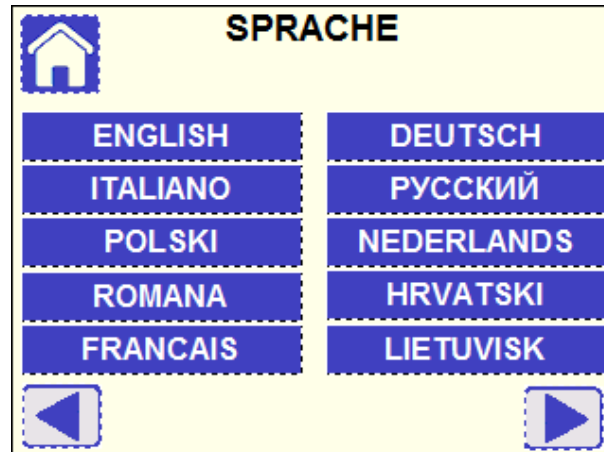 SPRACHE
ENGLISH
DEUTSCH
ITALIANO
РУССКИЙ
POLSKI
NEDERLANDS
ROMANA
HRVATSKI
FRANCAIS
LIETUVISK